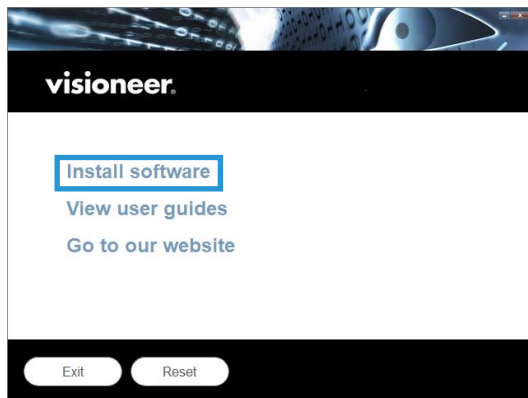 visioneer.
Install software
View user guides
Go to our website
Exit
Reset